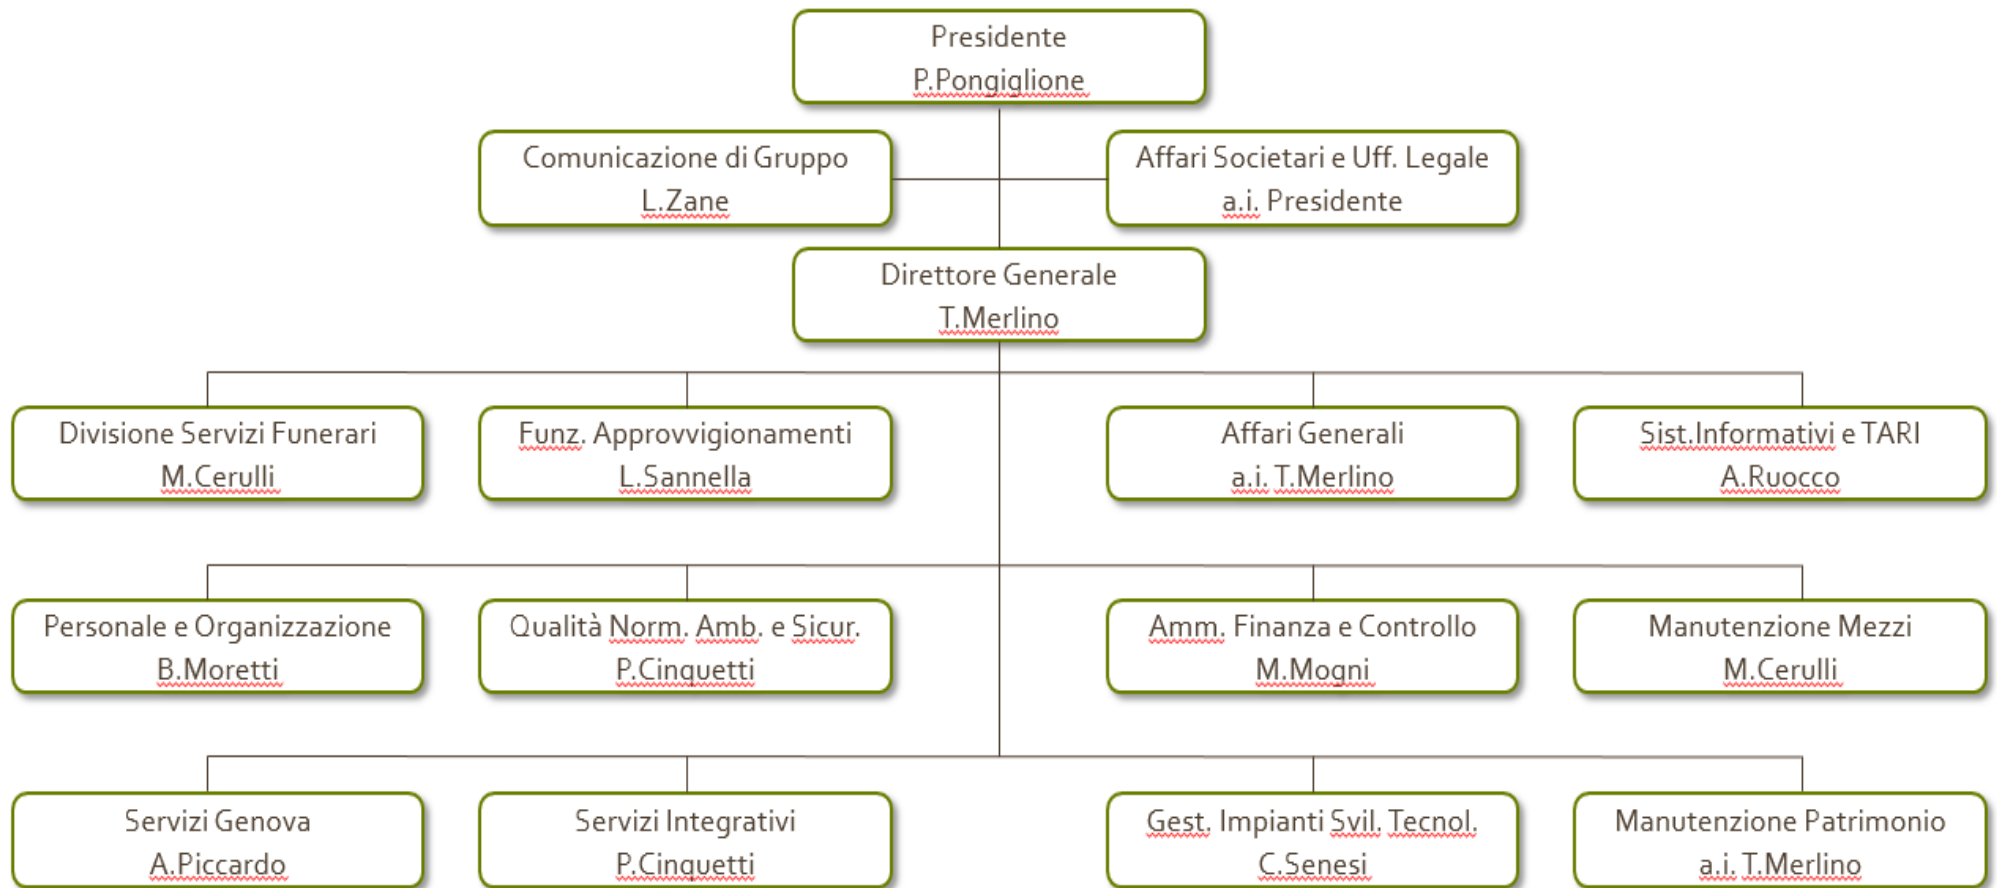 Presidente
P.Pongiglione
Comunicazione di Gruppo
L.Zane
Affari Societari e Uff. Legale
a.i. Presidente
Direttore Generale
T.Merlino
Divisione Servizi Funerari
M.Cerulli
Funz. Approvvigionamenti
L.Sannella
Affari Generali
a.i. T.Merlino
Sist.Informativi e TARI
A.Ruocco
Personale e Organizzazione
B.Moretti
Qualità Norm. Amb. e Sicur.
P.Cinquetti
Amm. Finanza e Controllo
M.Mogni
Manutenzione Mezzi
M.Cerulli
Servizi Genova
A.Piccardo
Servizi Integrativi
P.Cinquetti
Gest. Impianti Svil. Tecnol.
C.Senesi
Manutenzione Patrimonio
a.i. T.Merlino